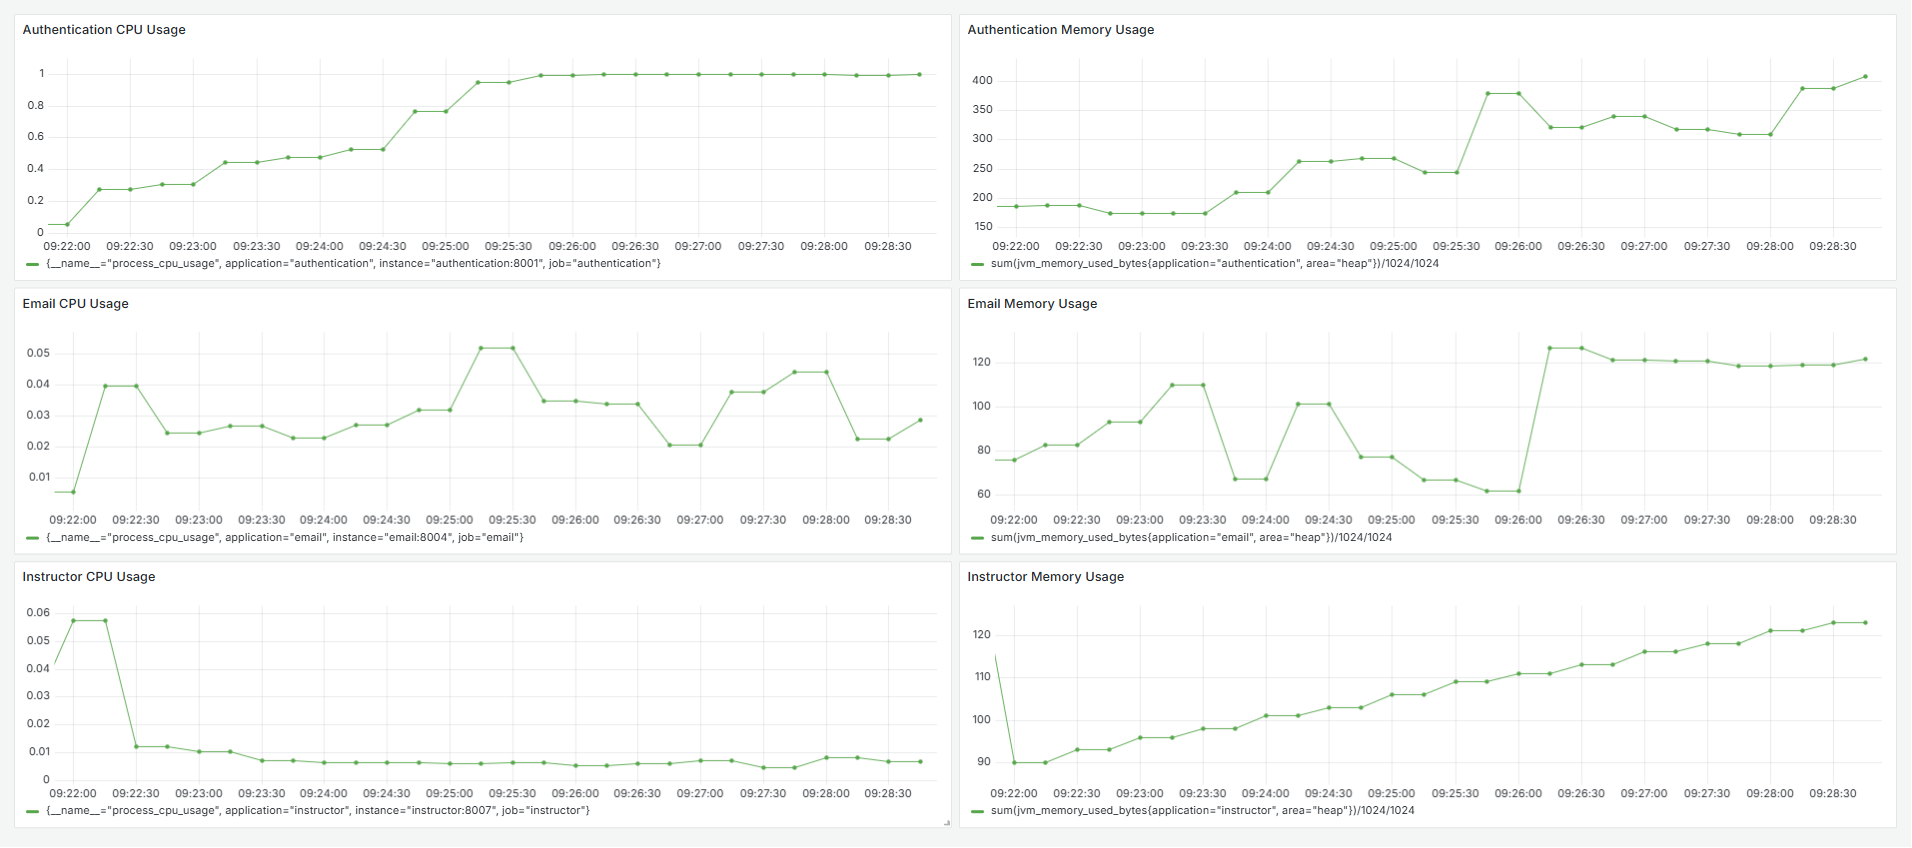 Authentication CPU Usage
1
0.8
0.6
0.4
0.2
0
09:22:00 09:22:30 09:23:00 09:23:30 09:24:00 09:24:30 09:25:00 09:25:30 09:26:00 09:26:30 09:27:00 09:27:30 09:28:00 09:28:30
{__name__="process_cpu_usage", application="authentication", instance="authentication:8001", job="authentication"}
Authentication Memory Usage
400
350
300
250
200
150
09:22:00 09:22:30 09:23:00 09:23:30 09:24:00 09:24:30 09:25:00 09:25:30 09:26:00 09:26:30 09:27:00 09:27:30 09:28:00 09:28:30
sum(jvm_memory_used_bytes{application="authentication", area="heap"})/1024/1024
Email CPU Usage
0.05
0.04
0.03
0.02
0.01
09:22:00 09:22:30 09:23:00 09:23:30 09:24:00 09:24:30 09:25:00 09:25:30 09:26:00 09:26:30 09:27:00 09:27:30 09:28:00 09:28:30
{__name__="process_cpu_usage", application="email", instance="email:8004", job="email"}
Email Memory Usage
120
100
80
60
09:22:00 09:22:30 09:23:00 09:23:30 09:24:00 09:24:30 09:25:00 09:25:30 09:26:00 09:26:30 09:27:00 09:27:30 09:28:00 09:28:30
sum(jvm_memory_used_bytes{application="email", area="heap"})/1024/1024
Instructor CPU Usage
0.06
0.05
0.04
0.03
0.02
0.01
0
09:22:00 09:22:30 09:23:00 09:23:30 09:24:00 09:24:30 09:25:00 09:25:30 09:26:00 09:26:30 09:27:00 09:27:30 09:28:00 09:28:30
{__name__="process_cpu_usage", application="instructor", instance="instructor:8007", job="instructor"}
Instructor Memory Usage
120
110
100
90
09:22:00 09:22:30 09:23:00 09:23:30 09:24:00 09:24:30 09:25:00 09:25:30 09:26:00 09:26:30 09:27:00 09:27:30 09:28:00 09:28:30
sum(jvm_memory_used_bytes{application="instructor", area="heap"})/1024/1024